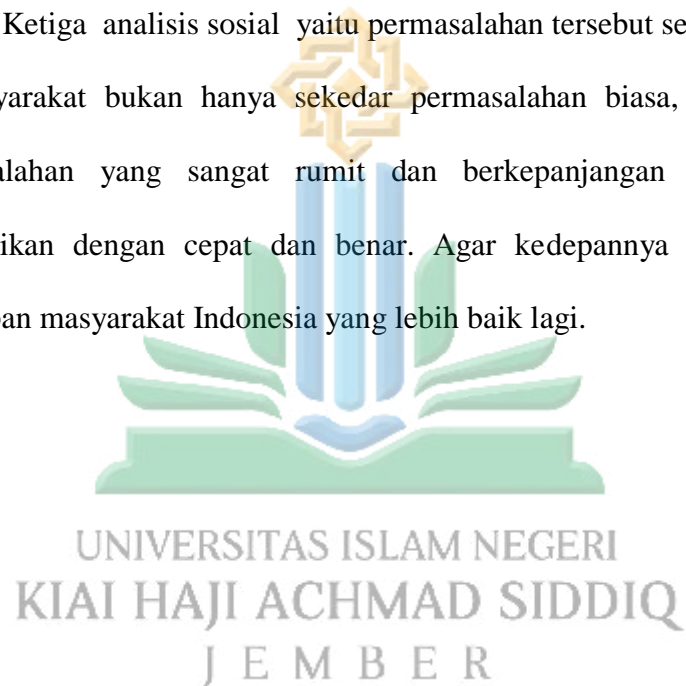 Ketiga analisis sosial yaitu permasalahan tersebut se
yarakat bukan hanya sekedar permasalahan biasa,
alahan yang sangat rumit dan berkepanjangan
ikan dengan cepat dan benar. Agar kedepannya
an masyarakat Indonesia yang lebih baik lagi.
UNIVERSITAS ISLAM NEGERI
KIAI HAJI ACHMAD SIDDIQ
JEMBER